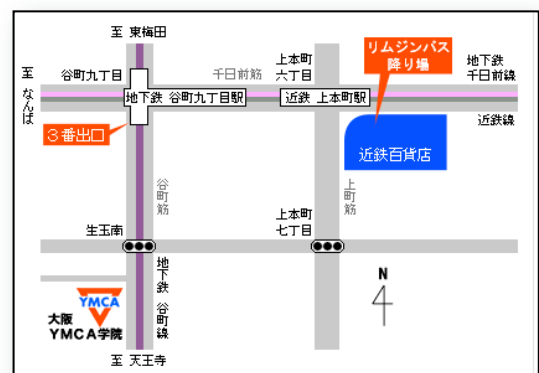 至 東梅田
リムジンバス
降り場
至 なんば
谷町九丁目
千日前筋
上本町
六丁目
地下鉄
千日前線
地下鉄 谷町九丁目駅
近鉄 上本町駅
近鉄線
3番出口
近鉄百貨店
谷町筋
上町筋
生玉南
上本町
七丁目
地下鉄 谷町線
N
YMCA
大阪
YMCA学院
至 天王寺